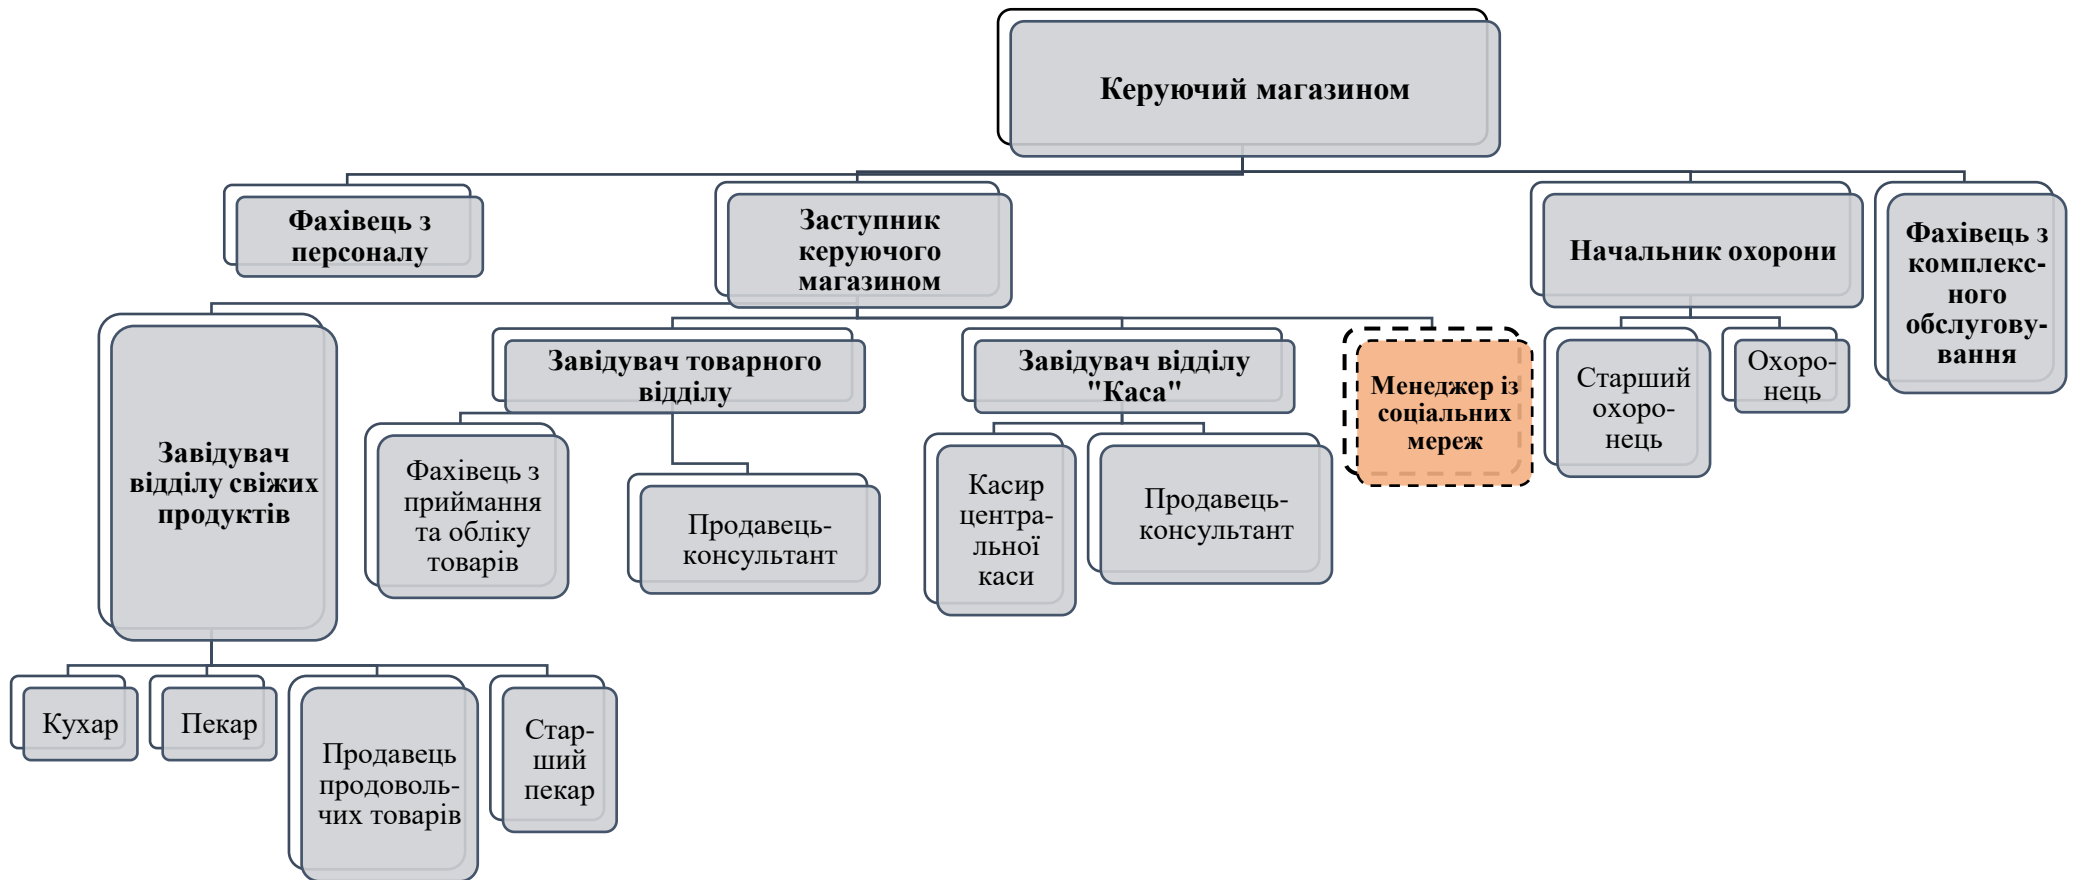 Керуючий магазином
Фахівець з
персоналу
Заступник
керуючого
магазином
Начальник охорони
Фахівець з
комплекс-
ного
обслугову-
вання
Завідувач
відділу свіжих
продуктів
Завідувач товарного
відділу
Завідувач відділу
"Каса"
Менеджер із
соціальних
мереж
Старший
охоро-
нець
Охоро-
нець
Фахівець з
приймання
та обліку
товарів
Продавець-
консультант
Касир
центра-
льної
каси
Продавець-
консультант
Кухар
Пекар
Продавець
продоволь-
чих товарів
Стар-
ший
пекар